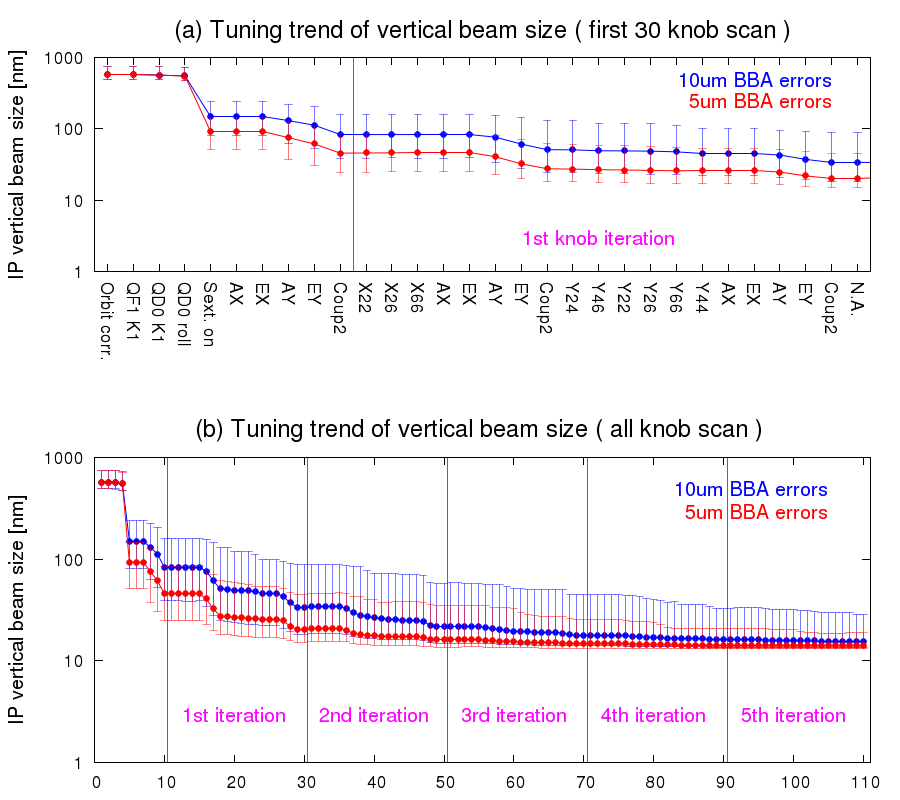 (a) Tuning trend of vertical beam size ( first 30 knob scan )
IP vertical beam size [nm]
1000
100
10
1
10um BBA errors
5um BBA errors
1st knob iteration
Orbit corr.
QF1 K1
QD0 K1
QD0 roll
Sext. on
AX
EX
AY
EY
Coup2
X22
X26
X66
AX
EX
AY
EY
Coup2
Y24
Y46
Y22
Y26
Y66
Y44
AX
EX
AY
EY
Coup2
N.A.
(b) Tuning trend of vertical beam size ( all knob scan )
IP vertical beam size [nm]
1000
100
10
1
10um BBA errors
5um BBA errors
1st iteration
2nd iteration
3rd iteration
4th iteration
5th iteration
0 10 20 30 40 50 60 70 80 90 100 110